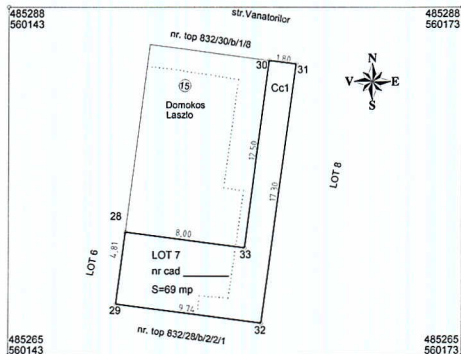 485288
560143
str.Vanatorilor
485288
560173
nr. top 832/30/b/1/8
30
1.80
31
N
V E
S
Cc1
15
Domokos
Laszlo
12.50
17.30
LOT 8
28
8.00
33
4.81
LOT 6
LOT 7
nr cad
S=69 mp
29
9.74
32
nr. top 832/28/b/2/2/1
485265
560143
485265
560173